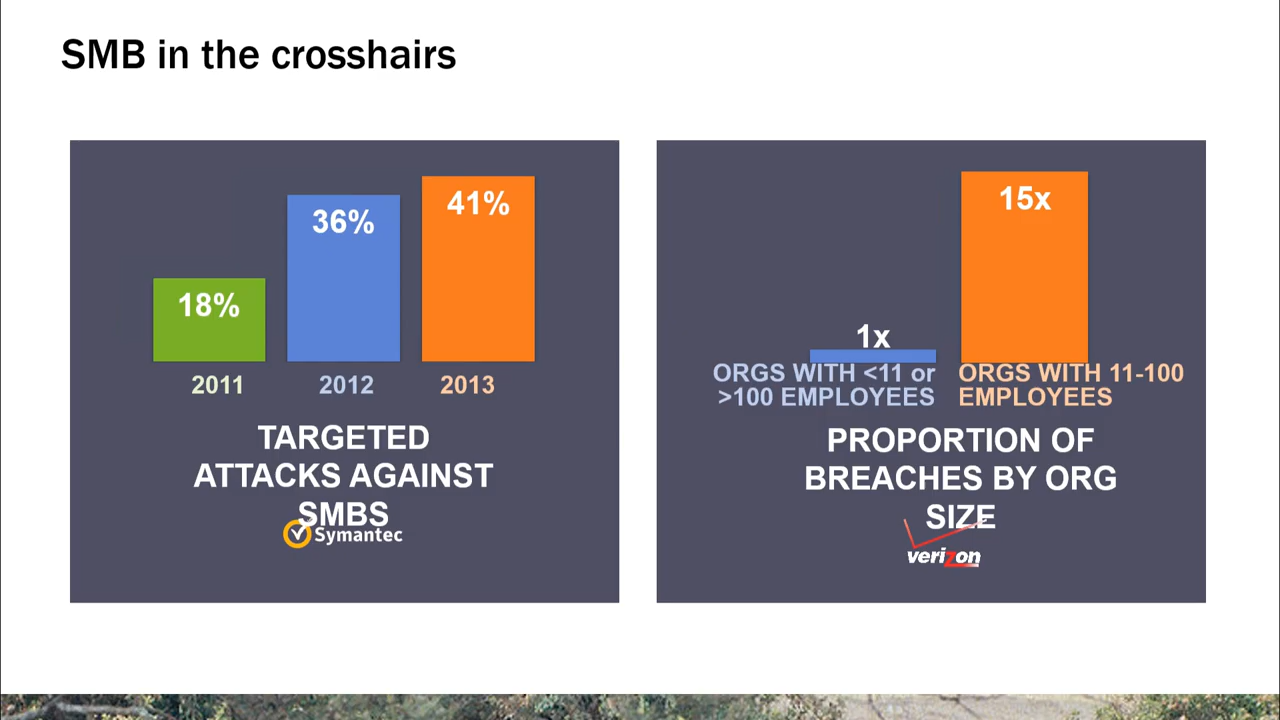 SMB in the crosshairs
18%
36%
41%
2011
2012
2013
TARGETED
ATTACKS AGAINST
SMBS
Symantec
1x
15x
ORGS WITH <11 or
>100 EMPLOYEES
ORGS WITH 11-100
EMPLOYEES
PROPORTION OF
BREACHES BY ORG
SIZE
verizon